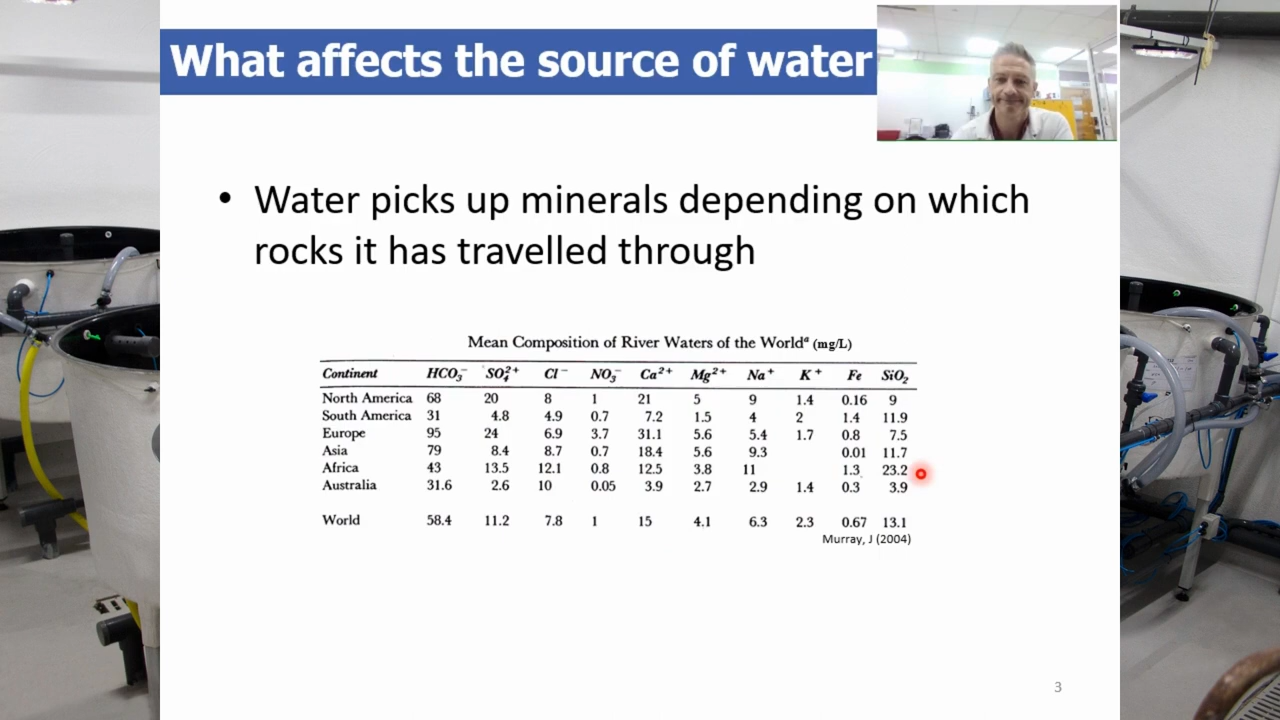 What affects the source of water
• Water picks up minerals depending on which
rocks it has travelled through
Mean Composition of River Waters of the Worldᵃ (mg/L)
Continent HCO₃⁻ SO₄²⁺ Cl⁻ NO₃⁻ Ca²⁺ Mg²⁺ Na⁺ K⁺ Fe SiO₂
North America 68 20 8 1 21 5 9 1.4 0.16 9
South America 31 4.8 4.9 0.7 7.2 1.5 4 2 1.4 11.9
Europe 95 24 6.9 3.7 31.1 5.6 5.4 1.7 0.8 7.5
Asia 79 8.4 8.7 0.7 18.4 5.6 9.3 0.01 11.7
Africa 43 13.5 12.1 0.8 12.5 3.8 11 1.3 23.2
Australia 31.6 2.6 10 0.05 3.9 2.7 2.9 1.4 0.3 3.9
World 58.4 11.2 7.8 1 15 4.1 6.3 2.3 0.67 13.1
Murray, J (2004)
3